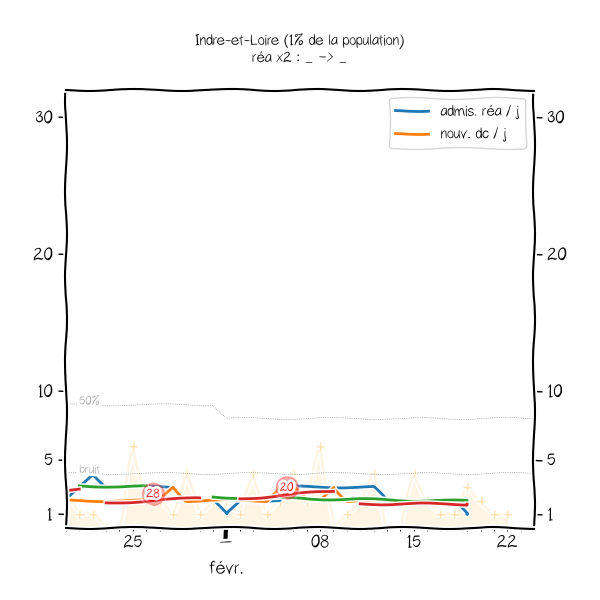 Indre-et-Loire (1% de la population)
réa x2 : _ -> _
admis. réa / j
nouv. dc / j
30
30
20
20
10
10
50%
5
5
bruit
28
20
1
1
25
08
15
22
févr.